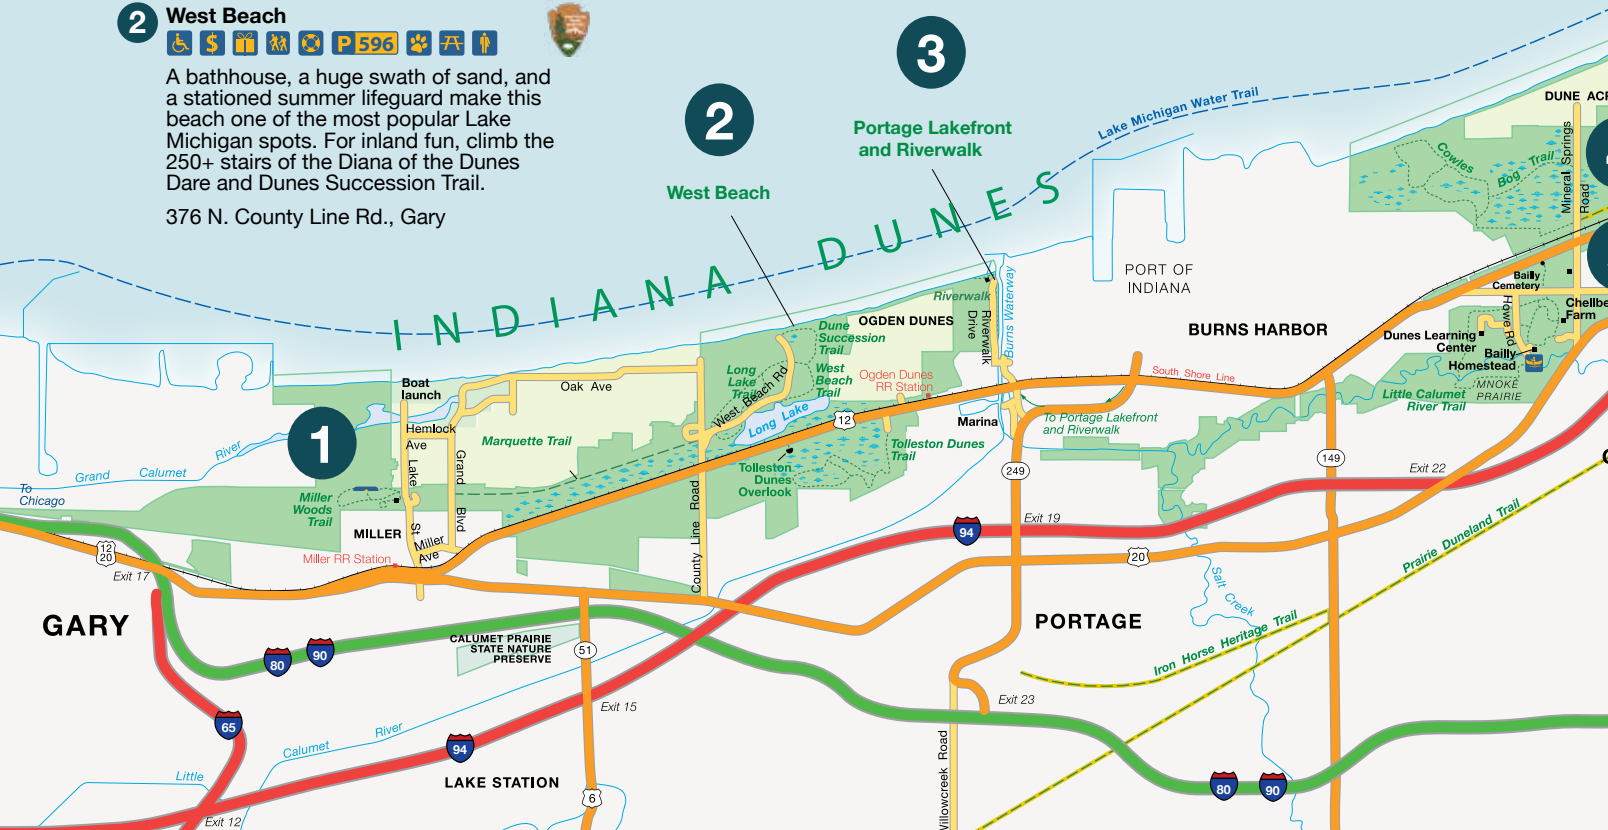 2 West Beach
$ P 596
A bathhouse, a huge swath of sand, and
a stationed summer lifeguard make this
beach one of the most popular Lake
Michigan spots. For inland fun, climb the
250+ stairs of the Diana of the Dunes
Dare and Dunes Succession Trail.
376 N. County Line Rd., Gary
2
West Beach
3
Portage Lakefront
and Riverwalk
Lake Michigan Water Trail
INDIANA DUNES
DUNE ACR
Cowles
Bog Trail
Mineral Springs
Road
PORT OF
INDIANA
BURNS HARBOR
Bailly
Cemetery
Howe Rd
Chellbe
Farm
Dunes Learning
Center
Bailly
Homestead
MNOKÉ
PRAIRIE
Little Calumet
River Trail
Riverwalk
Riverwalk
Drive
Burns Waterway
OGDEN DUNES
Dune
Succession
Trail
West
Beach
Trail
Long
Lake
Trail
West Beach Rd
Long Lake
Ogden Dunes
RR Station
South Shore Line
12
Marina
To Portage Lakefront
and Riverwalk
Tolleston Dunes
Trail
Tolleston
Dunes
Overlook
Boat
launch
Oak Ave
1
Hemlock
Ave
Marquette Trail
Lake
St
Grand
Blvd
Grand Calumet River
To
Chicago
Miller
Woods
Trail
MILLER
Miller
Ave
Miller RR Station
County Line Road
249
149
Exit 22
94
Exit 19
20
12
20
Exit 17
GARY
80
90
CALUMET PRAIRIE
STATE NATURE
PRESERVE
51
PORTAGE
Salt Creek
Prairie Duneland Trail
Iron Horse Heritage Trail
Exit 23
Exit 15
65
94
Little
Calumet River
LAKE STATION
6
Exit 12
Willowcreek Road
80
90